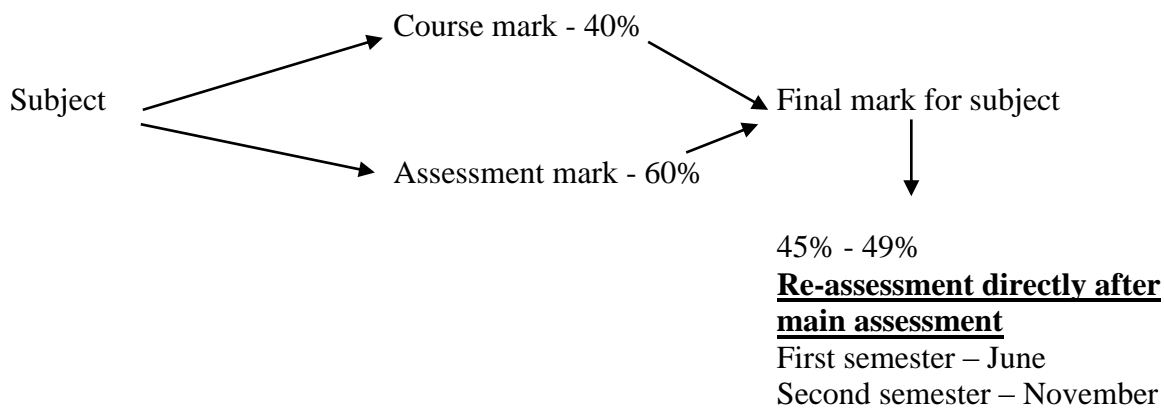 Course mark - 40%
Subject
Final mark for subject
Assessment mark - 60%
45% - 49%
Re-assessment directly after
main assessment
First semester – June
Second semester – November